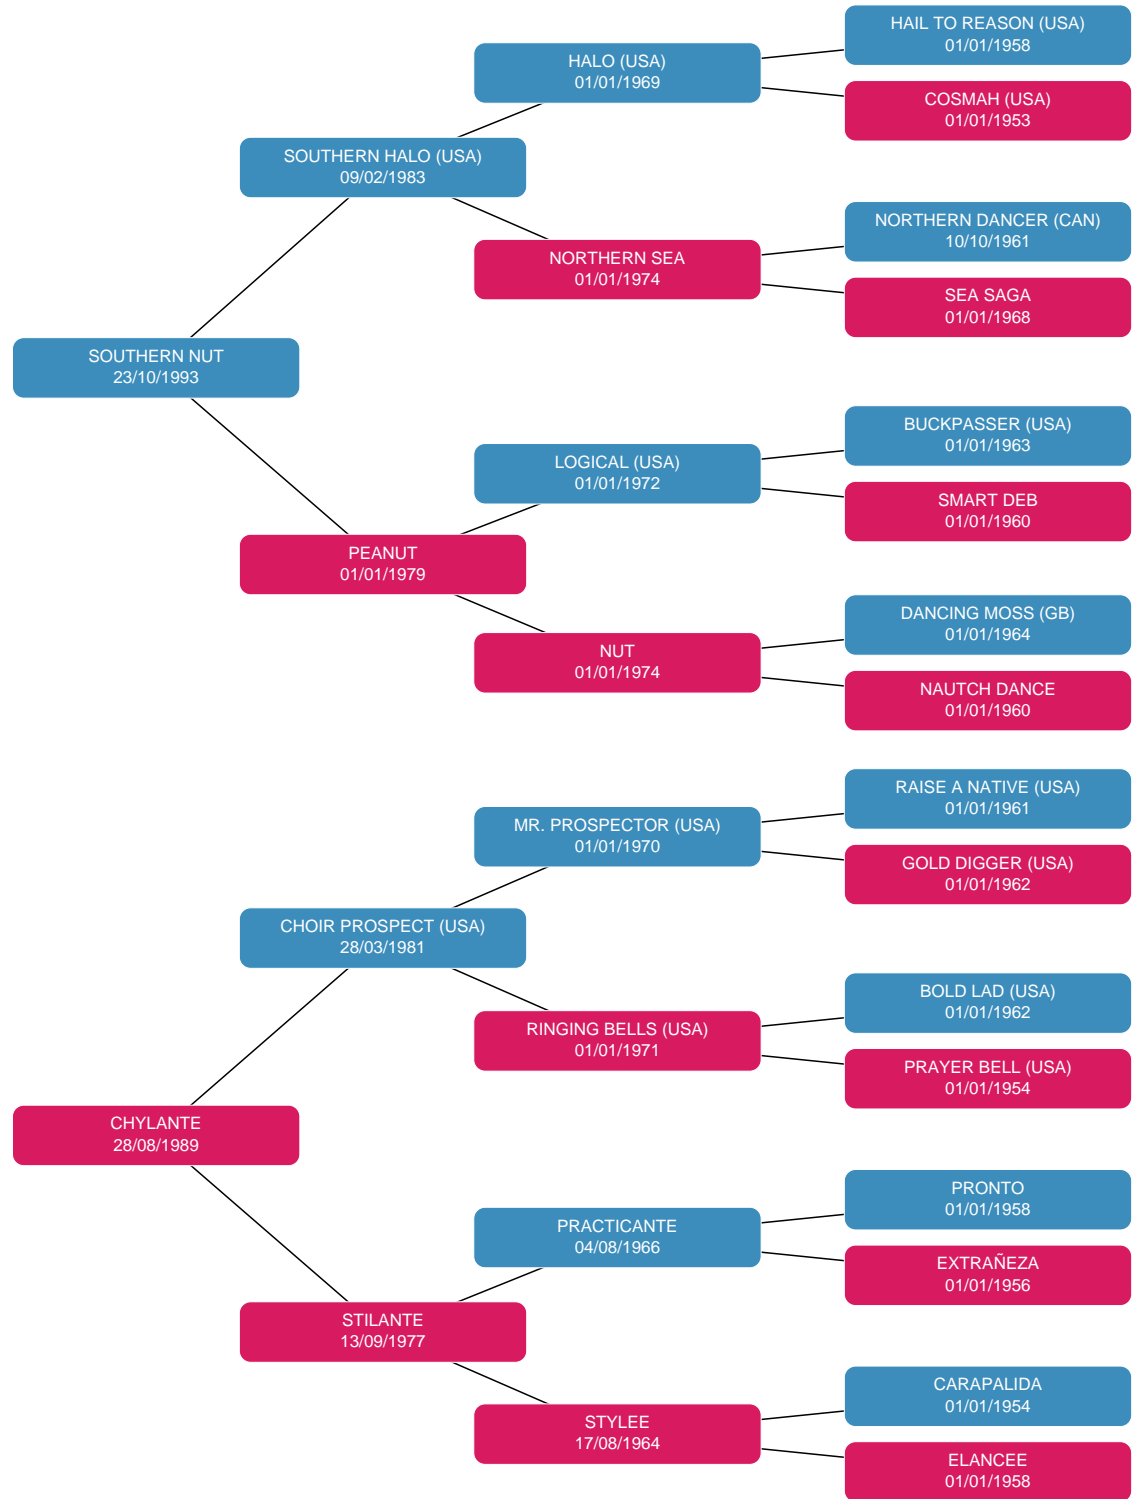 HAIL TO REASON (USA)
01/01/1958
HALO (USA)
01/01/1969
COSMAH (USA)
01/01/1953
SOUTHERN HALO (USA)
09/02/1983
NORTHERN DANCER (CAN)
10/10/1961
NORTHERN SEA
01/01/1974
SEA SAGA
01/01/1968
SOUTHERN NUT
23/10/1993
BUCKPASSER (USA)
01/01/1963
LOGICAL (USA)
01/01/1972
SMART DEB
01/01/1960
PEANUT
01/01/1979
DANCING MOSS (GB)
01/01/1964
NUT
01/01/1974
NAUTCH DANCE
01/01/1960
RAISE A NATIVE (USA)
01/01/1961
MR. PROSPECTOR (USA)
01/01/1970
GOLD DIGGER (USA)
01/01/1962
CHOIR PROSPECT (USA)
28/03/1981
BOLD LAD (USA)
01/01/1962
RINGING BELLS (USA)
01/01/1971
PRAYER BELL (USA)
01/01/1954
CHYLANTE
28/08/1989
PRONTO
01/01/1958
PRACTICANTE
04/08/1966
EXTRAÑEZA
01/01/1956
STILANTE
13/09/1977
CARAPALIDA
01/01/1954
STYLEE
17/08/1964
ELANCEE
01/01/1958